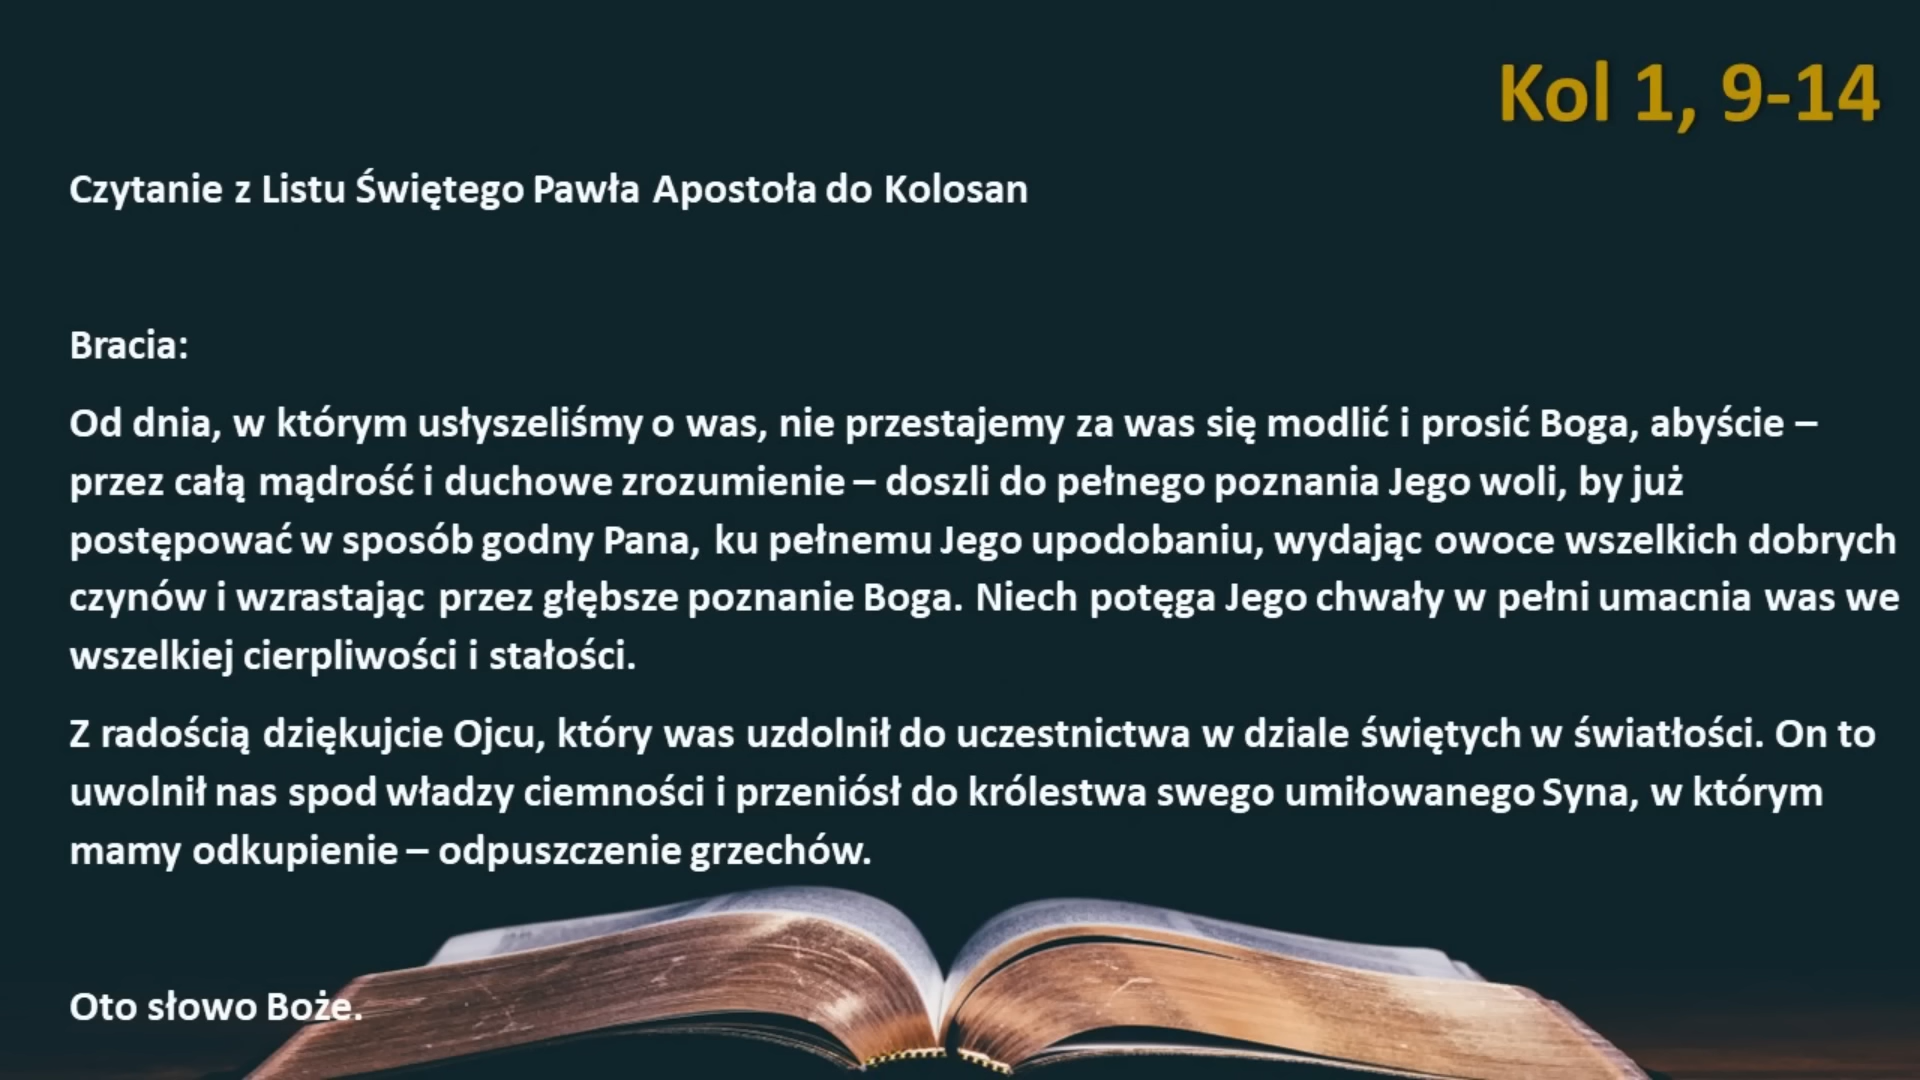 Kol 1, 9-14
Czytanie z Listu Świętego Pawła Apostoła do Kolosan
Bracia:
Od dnia, w którym usłyszeliśmy o was, nie przestajemy za was się modlić i prosić Boga, abyście –
przez całą mądrość i duchowe zrozumienie – doszli do pełnego poznania Jego woli, by już
postępować w sposób godny Pana, ku pełnemu Jego upodobaniu, wydając owoce wszelkich dobrych
czynów i wzrastając przez głębsze poznanie Boga. Niech potęga Jego chwały w pełni umacnia was we
wszelkiej cierpliwości i stałości.
Z radością dziękujcie Ojcu, który was uzdolnił do uczestnictwa w dziale świętych w światłości. On to
uwolnił nas spod władzy ciemności i przeniósł do królestwa swego umiłowanego Syna, w którym
mamy odkupienie – odpuszczenie grzechów.
Oto słowo Boże.